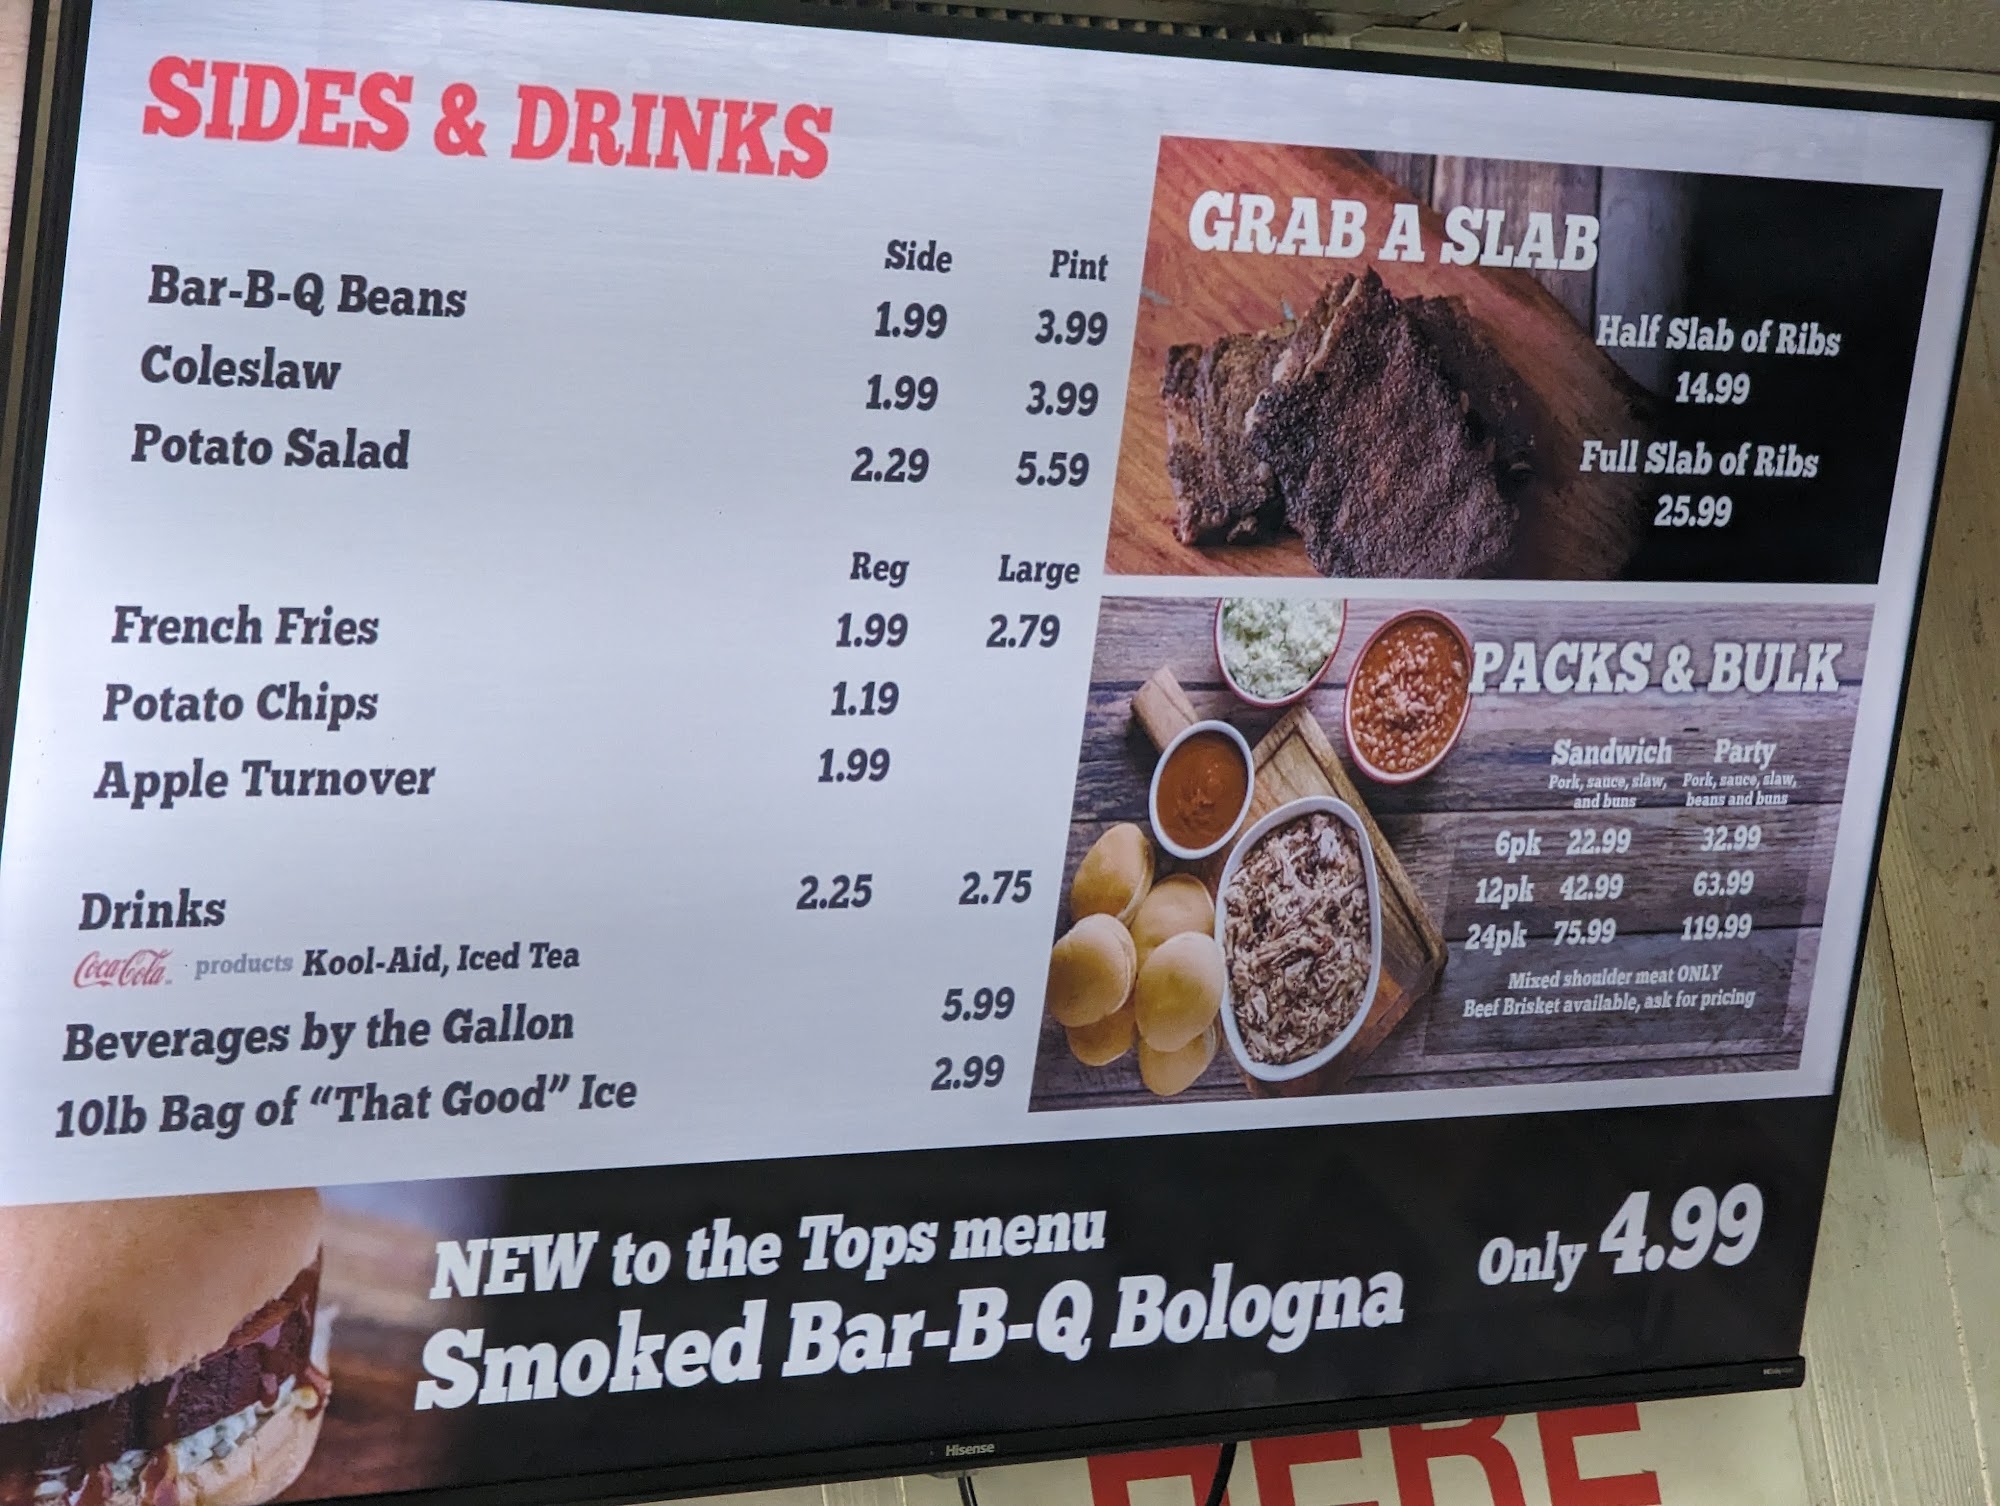 SIDES & DRINKS
Side Pint
Bar-B-Q Beans 1.99 3.99
Coleslaw 1.99 3.99
Potato Salad 2.29 5.59
Reg Large
French Fries 1.99 2.79
Potato Chips 1.19
Apple Turnover 1.99
Drinks 2.25 2.75
Coca-Cola products Kool-Aid, Iced Tea
Beverages by the Gallon 5.99
10lb Bag of “That Good” Ice 2.99
GRAB A SLAB
Half Slab of Ribs
14.99
Full Slab of Ribs
25.99
PACKS & BULK
Sandwich Party
Pork, sauce, slaw, Pork, sauce, slaw,
and buns beans and buns
6pk 22.99 32.99
12pk 42.99 63.99
24pk 75.99 119.99
Mixed shoulder meat ONLY
Beef Brisket available, ask for pricing
NEW to the Tops menu
Smoked Bar-B-Q Bologna
Only 4.99
Hisense
HERE